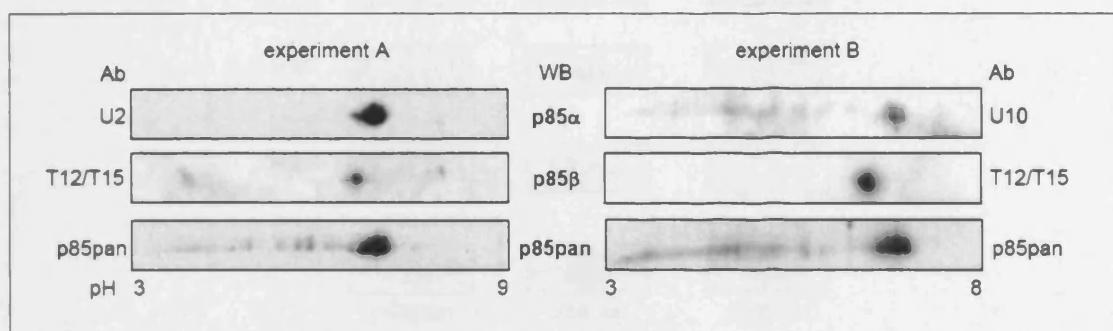 experiment A experiment B
Ab WB Ab
U2 p85α U10
T12/T15 p85β T12/T15
p85pan p85pan p85pan
pH 3 9 3 8